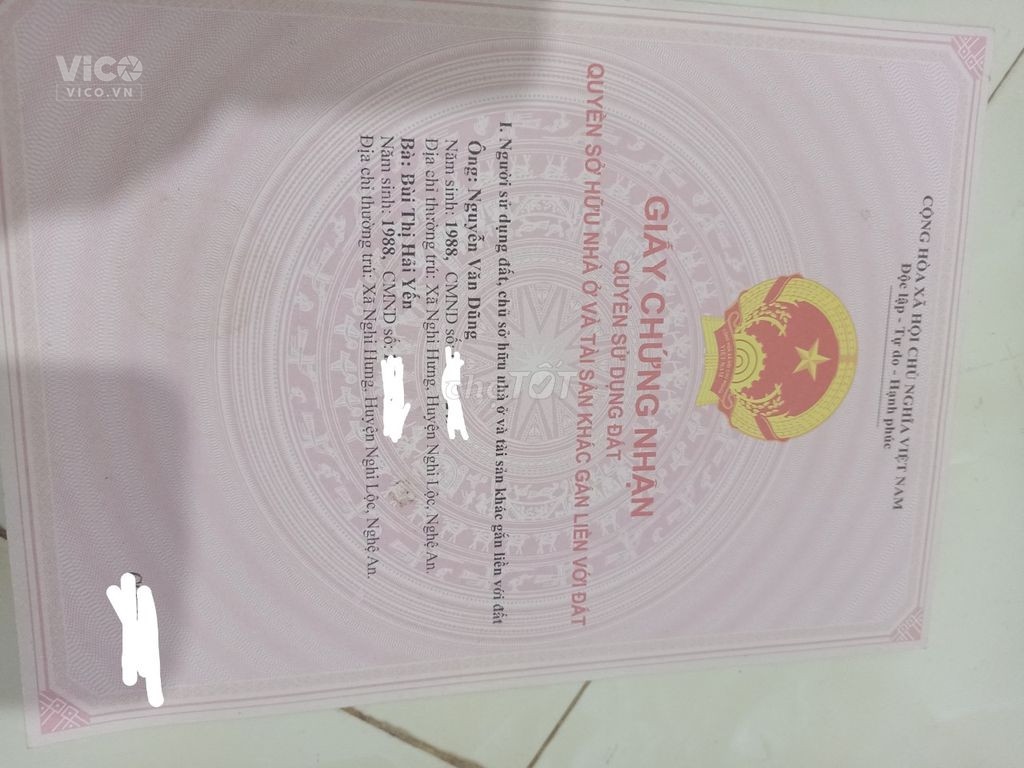 CỘNG HÒA XÃ HỘI CHỦ NGHĨA VIỆT NAM
Độc lập - Tự do - Hạnh phúc
GIẤY CHỨNG NHẬN
QUYỀN SỬ DỤNG ĐẤT
QUYỀN SỞ HỮU NHÀ Ở VÀ TÀI SẢN KHÁC GẮN LIỀN VỚI ĐẤT
I. Người sử dụng đất, chủ sở hữu nhà ở và tài sản khác gắn liền với đất
Ông: Nguyễn Văn Dũng
Năm sinh: 1988, CMND số:
Địa chỉ thường trú: Xã Nghi Hưng, Huyện Nghi Lộc, Nghệ An.
Bà: Bùi Thị Hải Yến
Năm sinh: 1988, CMND số:
Địa chỉ thường trú: Xã Nghi Hưng, Huyện Nghi Lộc, Nghệ An.
chợ TỐT
VICO
VICO.VN